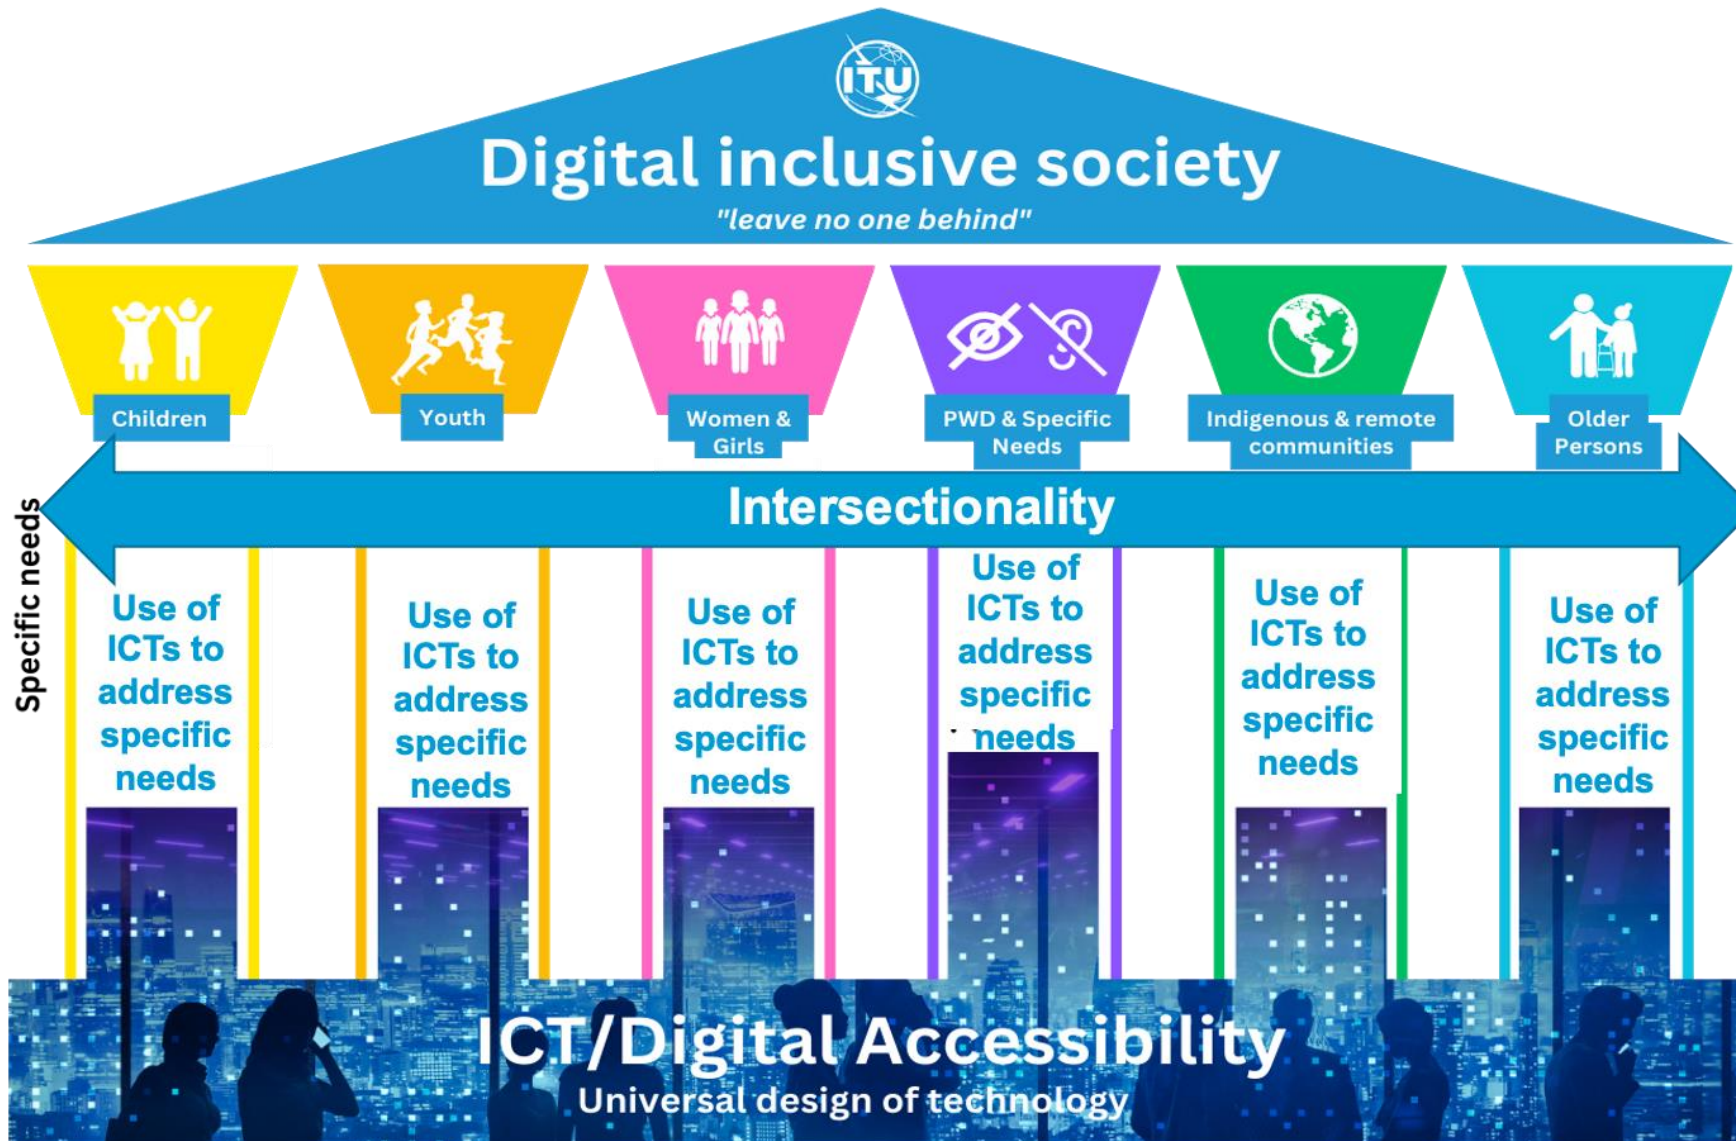 ITU
Digital inclusive society
"leave no one behind"
Children
Youth
Women &
Girls
PWD & Specific
Needs
Indigenous & remote
communities
Older
Persons
Intersectionality
Specific needs
Use of
ICTs to
address
specific
needs
Use of
ICTs to
address
specific
needs
Use of
ICTs to
address
specific
needs
Use of
ICTs to
address
specific
needs
Use of
ICTs to
address
specific
needs
Use of
ICTs to
address
specific
needs
ICT/Digital Accessibility
Universal design of technology